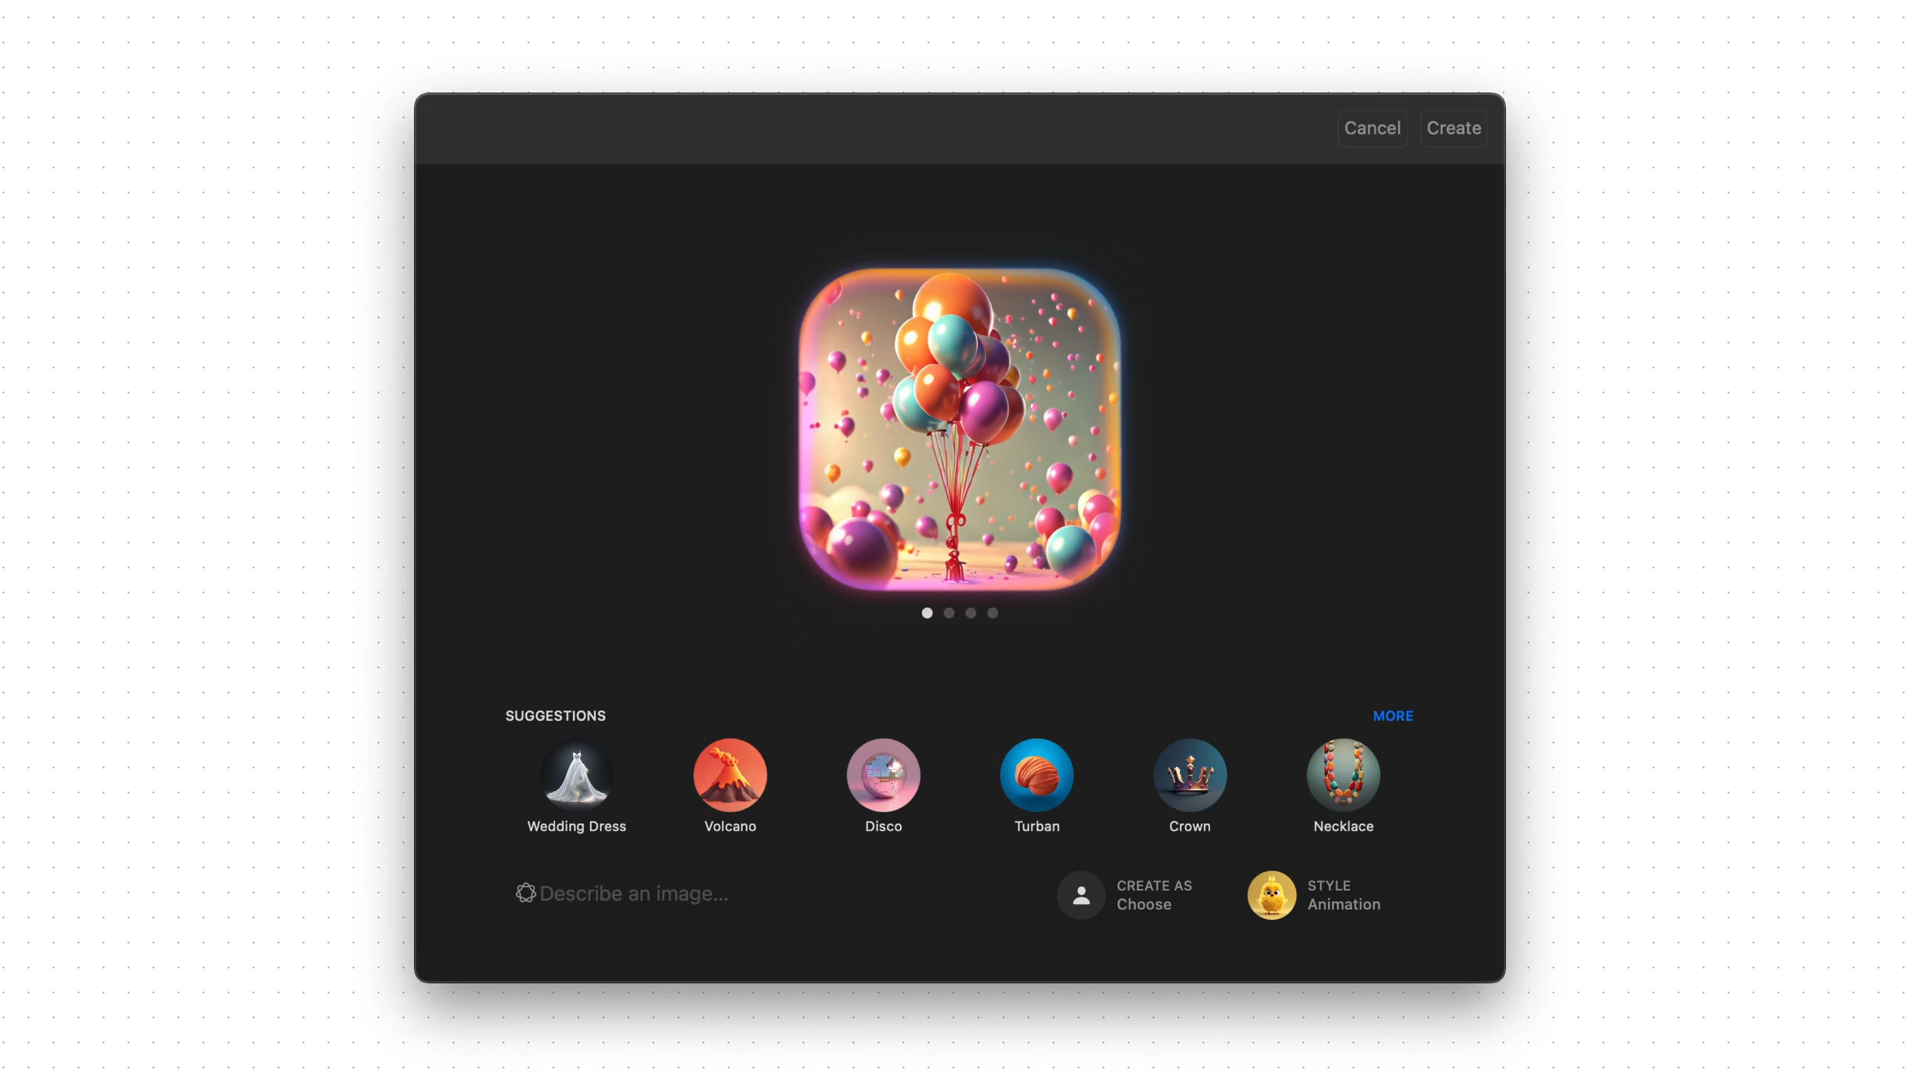 Cancel
Create
SUGGESTIONS
MORE
Wedding Dress
Volcano
Disco
Turban
Crown
Necklace
Describe an image...
CREATE AS
Choose
STYLE
Animation